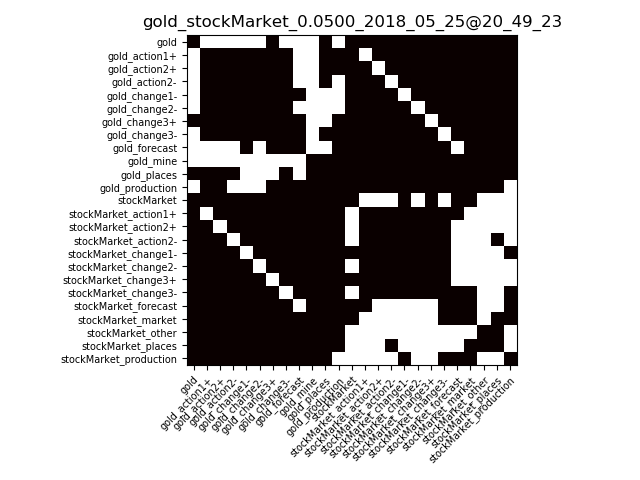 gold_stockMarket_0.0500_2018_05_25@20_49_23
gold
gold_action1+
gold_action2+
gold_action2-
gold_change1-
gold_change2-
gold_change3+
gold_change3-
gold_forecast
gold_mine
gold_places
gold_production
stockMarket
stockMarket_action1+
stockMarket_action2+
stockMarket_action2-
stockMarket_change1-
stockMarket_change2-
stockMarket_change3+
stockMarket_change3-
stockMarket_forecast
stockMarket_market
stockMarket_other
stockMarket_places
stockMarket_production
gold
gold_action1+
gold_action2+
gold_action2-
gold_change1-
gold_change2-
gold_change3+
gold_change3-
gold_forecast
gold_mine
gold_places
gold_production
stockMarket
stockMarket_action1+
stockMarket_action2+
stockMarket_action2-
stockMarket_change1-
stockMarket_change2-
stockMarket_change3+
stockMarket_change3-
stockMarket_forecast
stockMarket_market
stockMarket_other
stockMarket_places
stockMarket_production